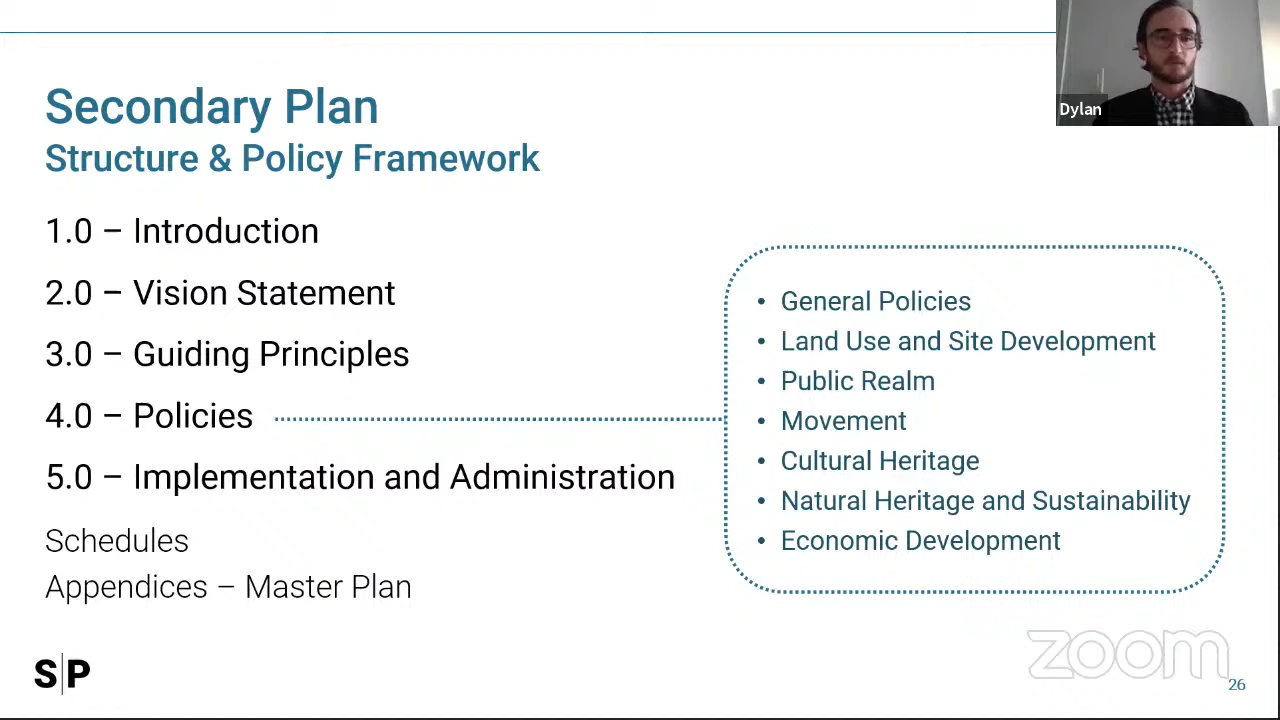 Dylan
Secondary Plan
Structure & Policy Framework
1.0 – Introduction
2.0 – Vision Statement
3.0 – Guiding Principles
4.0 – Policies
5.0 – Implementation and Administration
Schedules
Appendices – Master Plan
• General Policies
• Land Use and Site Development
• Public Realm
• Movement
• Cultural Heritage
• Natural Heritage and Sustainability
• Economic Development
S|P
zoom
26